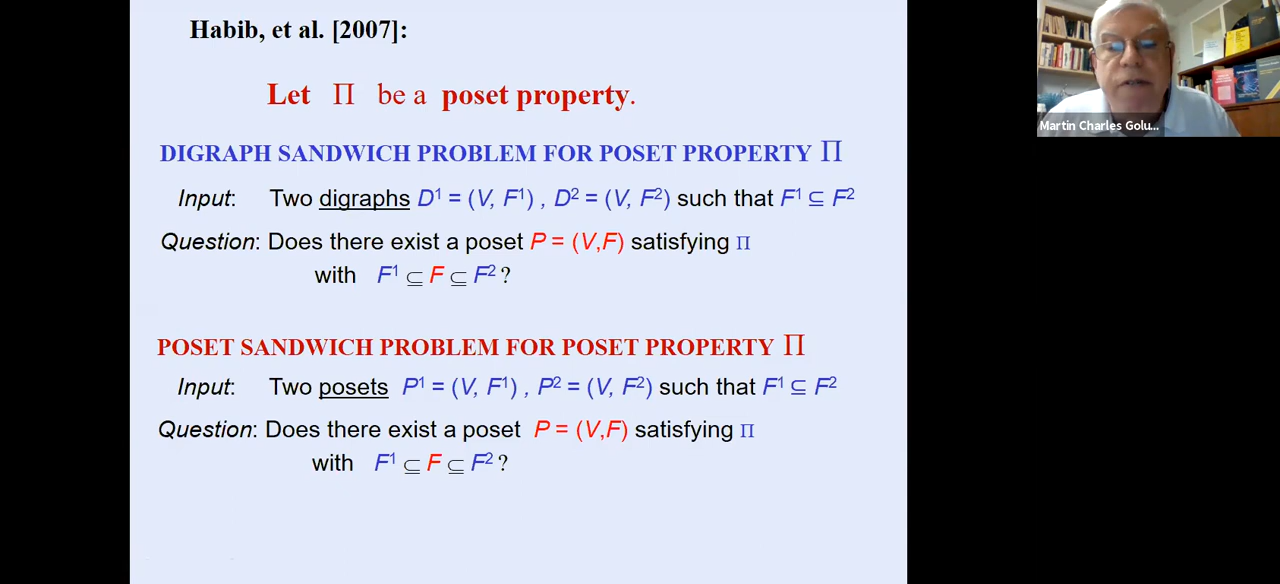 Habib, et al. [2007]:
Let Π be a poset property.
DIGRAPH SANDWICH PROBLEM FOR POSET PROPERTY Π
Input: Two digraphs D¹ = (V, F¹) , D² = (V, F²) such that F¹ ⊆ F²
Question: Does there exist a poset P = (V,F) satisfying Π
with F¹ ⊆ F ⊆ F² ?
POSET SANDWICH PROBLEM FOR POSET PROPERTY Π
Input: Two posets P¹ = (V, F¹) , P² = (V, F²) such that F¹ ⊆ F²
Question: Does there exist a poset P = (V,F) satisfying Π
with F¹ ⊆ F ⊆ F² ?
Martin Charles Golu...